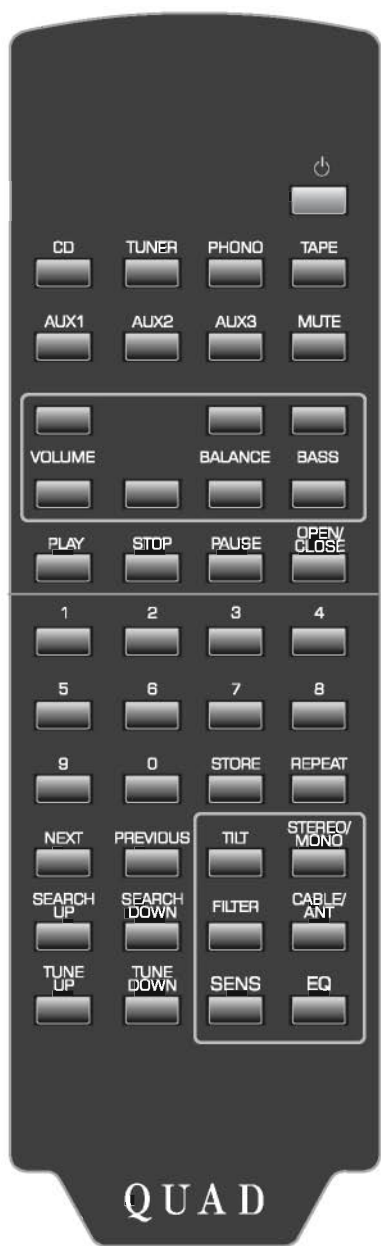 CD TUNER PHONO TAPE
AUX1 AUX2 AUX3 MUTE
VOLUME BALANCE BASS
PLAY STOP PAUSE OPEN/
CLOSE
1 2 3 4
5 6 7 8
9 0 STORE REPEAT
NEXT PREVIOUS TILT STEREO/
MONO
SEARCH
UP
SEARCH
DOWN
FILTER
CABLE/
ANT
TUNE
UP
TUNE
DOWN
SENS EQ
QUAD